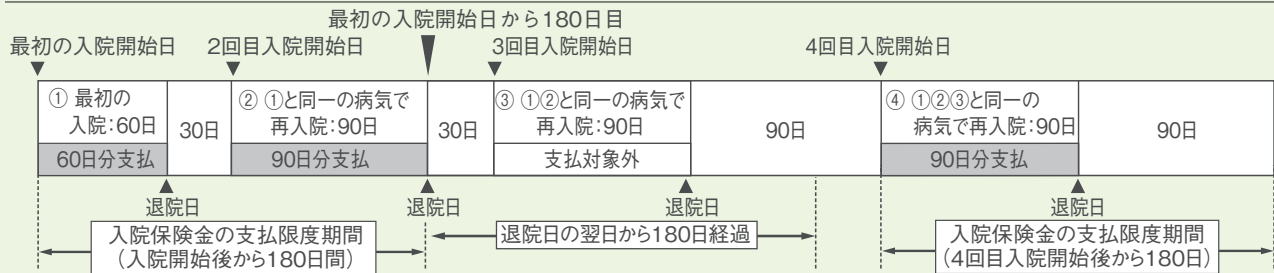 最初の入院開始日から180日目
最初の入院開始日
2回目入院開始日
3回目入院開始日
4回目入院開始日
① 最初の
入院：60日
30日
② ①と同一の病気で
再入院：90日
30日
③ ①②と同一の病気で
再入院：90日
90日
④ ①②③と同一の
病気で再入院：90日
90日
60日分支払
90日分支払
支払対象外
90日分支払
退院日
退院日
退院日
退院日
入院保険金の支払限度期間
（入院開始後から180日間）
退院日の翌日から180日経過
入院保険金の支払限度期間
（4回目入院開始後から180日）